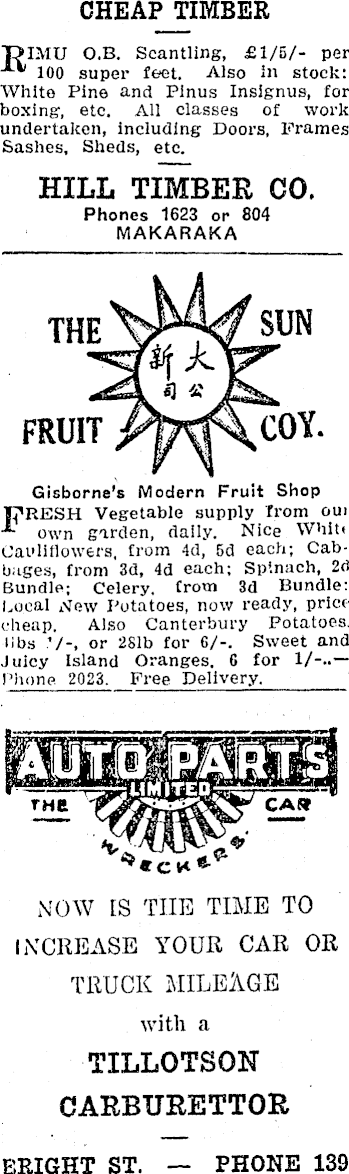 CHEAP TIMBER
RIMU O.B. Scantling, £1/5/- per
100 super feet. Also in stock:
White Pine and Pinus Insignus, for
boxing, etc. All classes of work
undertaken, including Doors, Frames
Sashes, Sheds, etc.
HILL TIMBER CO.
Phones 1623 or 804
MAKARAKA
THE SUN
新 大
司 公
FRUIT COY.
Gisborne's Modern Fruit Shop
FRESH Vegetable supply from our
own garden, daily. Nice White
Cauliflowers, from 4d, 5d each; Cab-
bages, from 3d, 4d each; Spinach, 2d
Bundle; Celery, from 3d Bundle:
Local New Potatoes, now ready, price
cheap. Also Canterbury Potatoes,
or 28lb for 6/-. Sweet and
Juicy Island Oranges, 6 for 1/-..—
Phone 2023. Free Delivery.
AUTO PARTS
LIMITED
THE CAR
WRECKERS.
NOW IS THE TIME TO
INCREASE YOUR CAR OR
TRUCK MILEAGE
with a
TILLOTSON
CARBURETTOR
BRIGHT ST. — PHONE 139